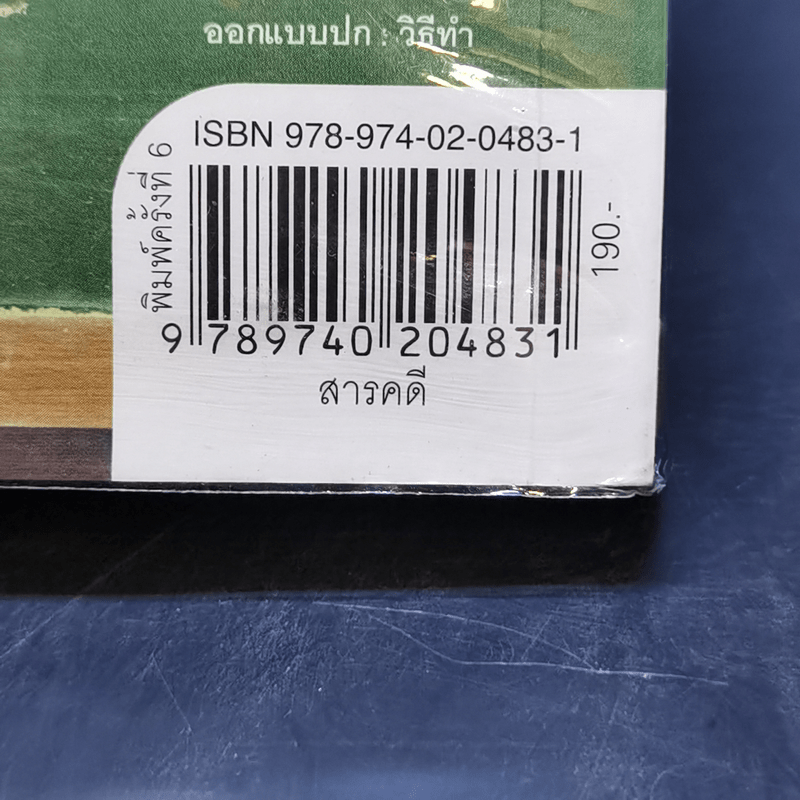 ออกแบบปก : วิธีทำ
ISBN 978-974-02-0483-1
พิมพ์ครั้งที่ 6
190.-
9 789740 204831
สารคดี